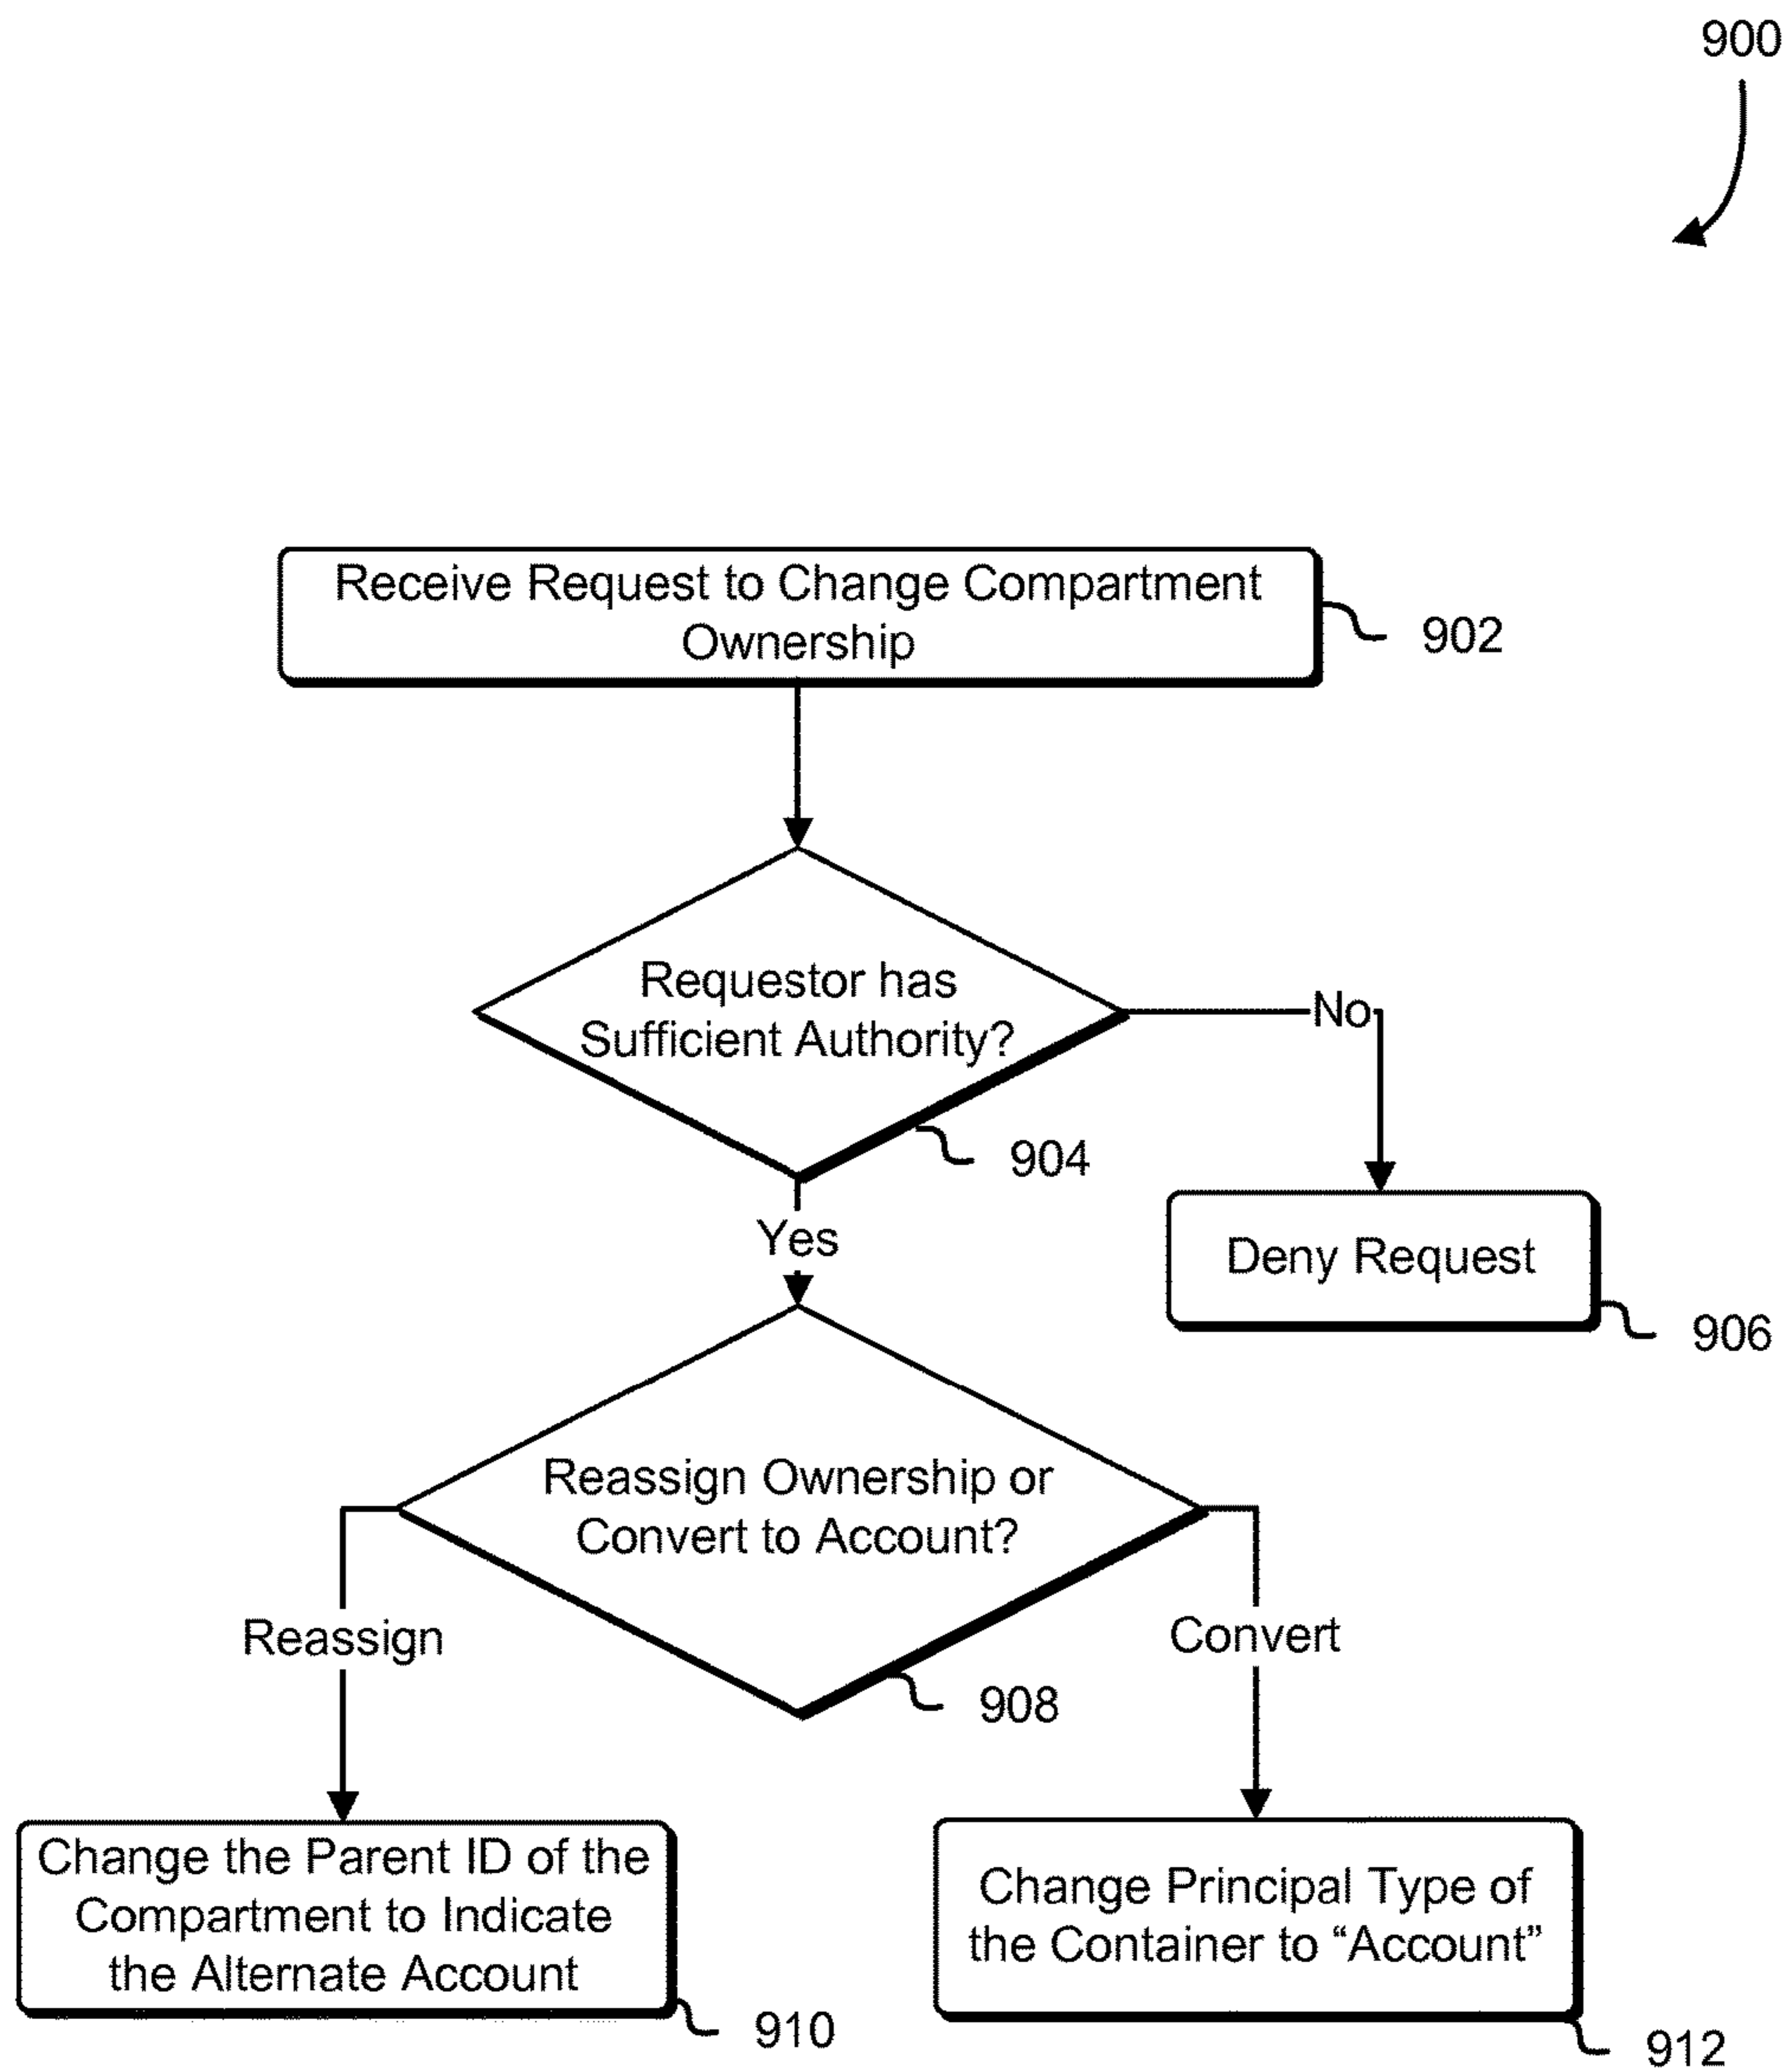 900
Receive Request to Change Compartment
Ownership
902
Requestor has
Sufficient Authority?
No
904
Yes
Deny Request
906
Reassign Ownership or
Convert to Account?
Reassign
Convert
908
Change the Parent ID of the
Compartment to Indicate
the Alternate Account
910
Change Principal Type of
the Container to “Account”
912